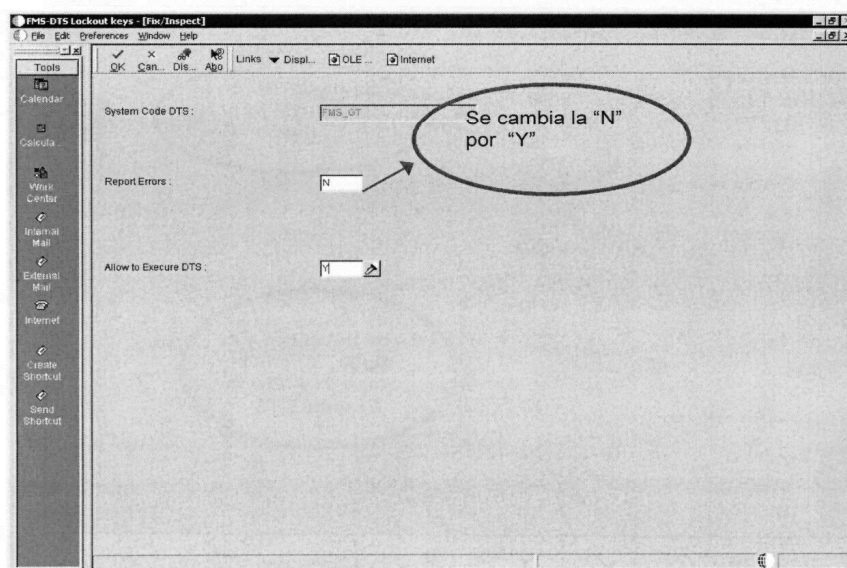 FMS-DTS Lockout keys - [Fix/Inspect]
File Edit Preferences Window Help
Tools
OK Can... Dis... Abo Links Displ... OLE ... Internet
Calendar
Calcula...
Work
Center
Internal
Mail
External
Mail
Internet
Create
Shortcut
Send
Shortcut
System Code DTS : FMS_OT
Se cambia la “N”
por “Y”
Report Errors : N
Allow to Execute DTS : Y